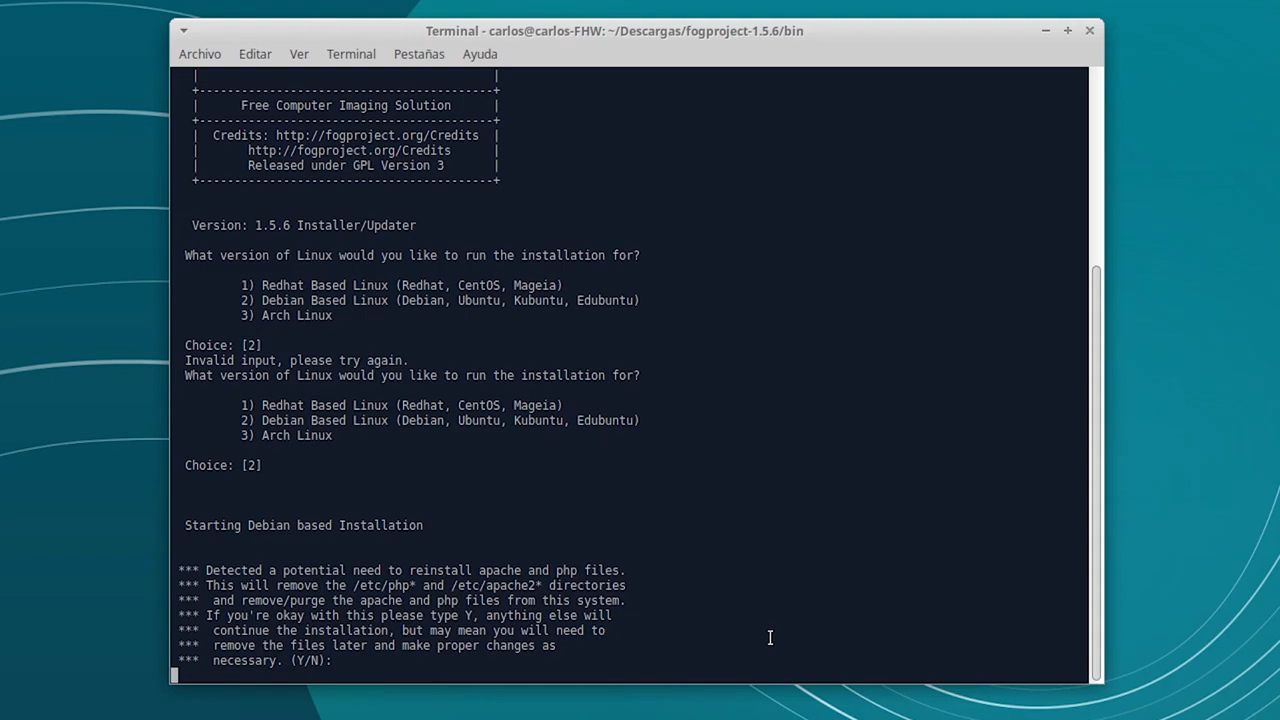 Terminal - carlos@carlos-FHW: ~/Descargas/fogproject-1.5.6/bin
Archivo Editar Ver Terminal Pestañas Ayuda
|                                          |
+------------------------------------------+
|      Free Computer Imaging Solution      |
+------------------------------------------+
|  Credits: http://fogproject.org/Credits  |
|       http://fogproject.org/Credits      |
|       Released under GPL Version 3       |
+------------------------------------------+
Version: 1.5.6 Installer/Updater
What version of Linux would you like to run the installation for?
1) Redhat Based Linux (Redhat, CentOS, Mageia)
2) Debian Based Linux (Debian, Ubuntu, Kubuntu, Edubuntu)
3) Arch Linux
Choice: [2]
Invalid input, please try again.
What version of Linux would you like to run the installation for?
1) Redhat Based Linux (Redhat, CentOS, Mageia)
2) Debian Based Linux (Debian, Ubuntu, Kubuntu, Edubuntu)
3) Arch Linux
Choice: [2]
Starting Debian based Installation
*** Detected a potential need to reinstall apache and php files.
*** This will remove the /etc/php* and /etc/apache2* directories
***  and remove/purge the apache and php files from this system.
*** If you're okay with this please type Y, anything else will
***  continue the installation, but may mean you will need to
***  remove the files later and make proper changes as
***  necessary. (Y/N):